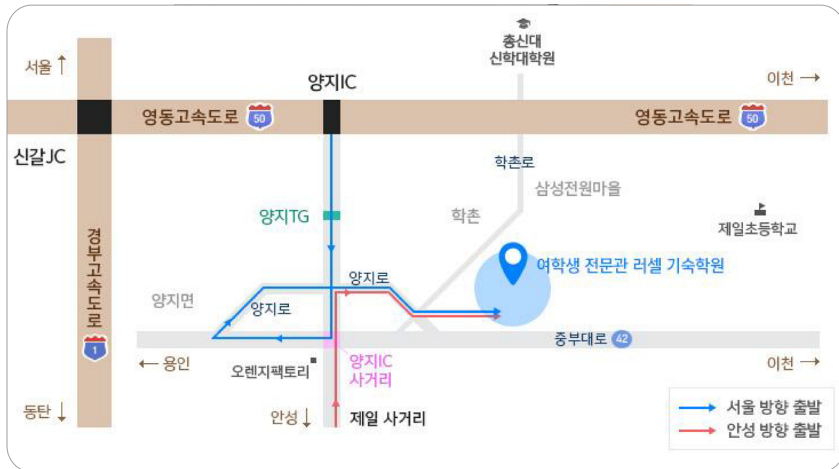 총신대
신학대학원
서울 ↑
양지IC
이천 →
영동고속도로 50
영동고속도로 50
신갈JC
학촌로
삼성전원마을
양지TG
학촌
제일초등학교
경부고속도로
1
여학생 전문관 러셀 기숙학원
양지로
양지면
양지로
중부대로 42
← 용인
오렌지팩토리
양지IC
사거리
이천 →
동탄 ↓
안성 ↓
제일 사거리
서울 방향 출발
안성 방향 출발